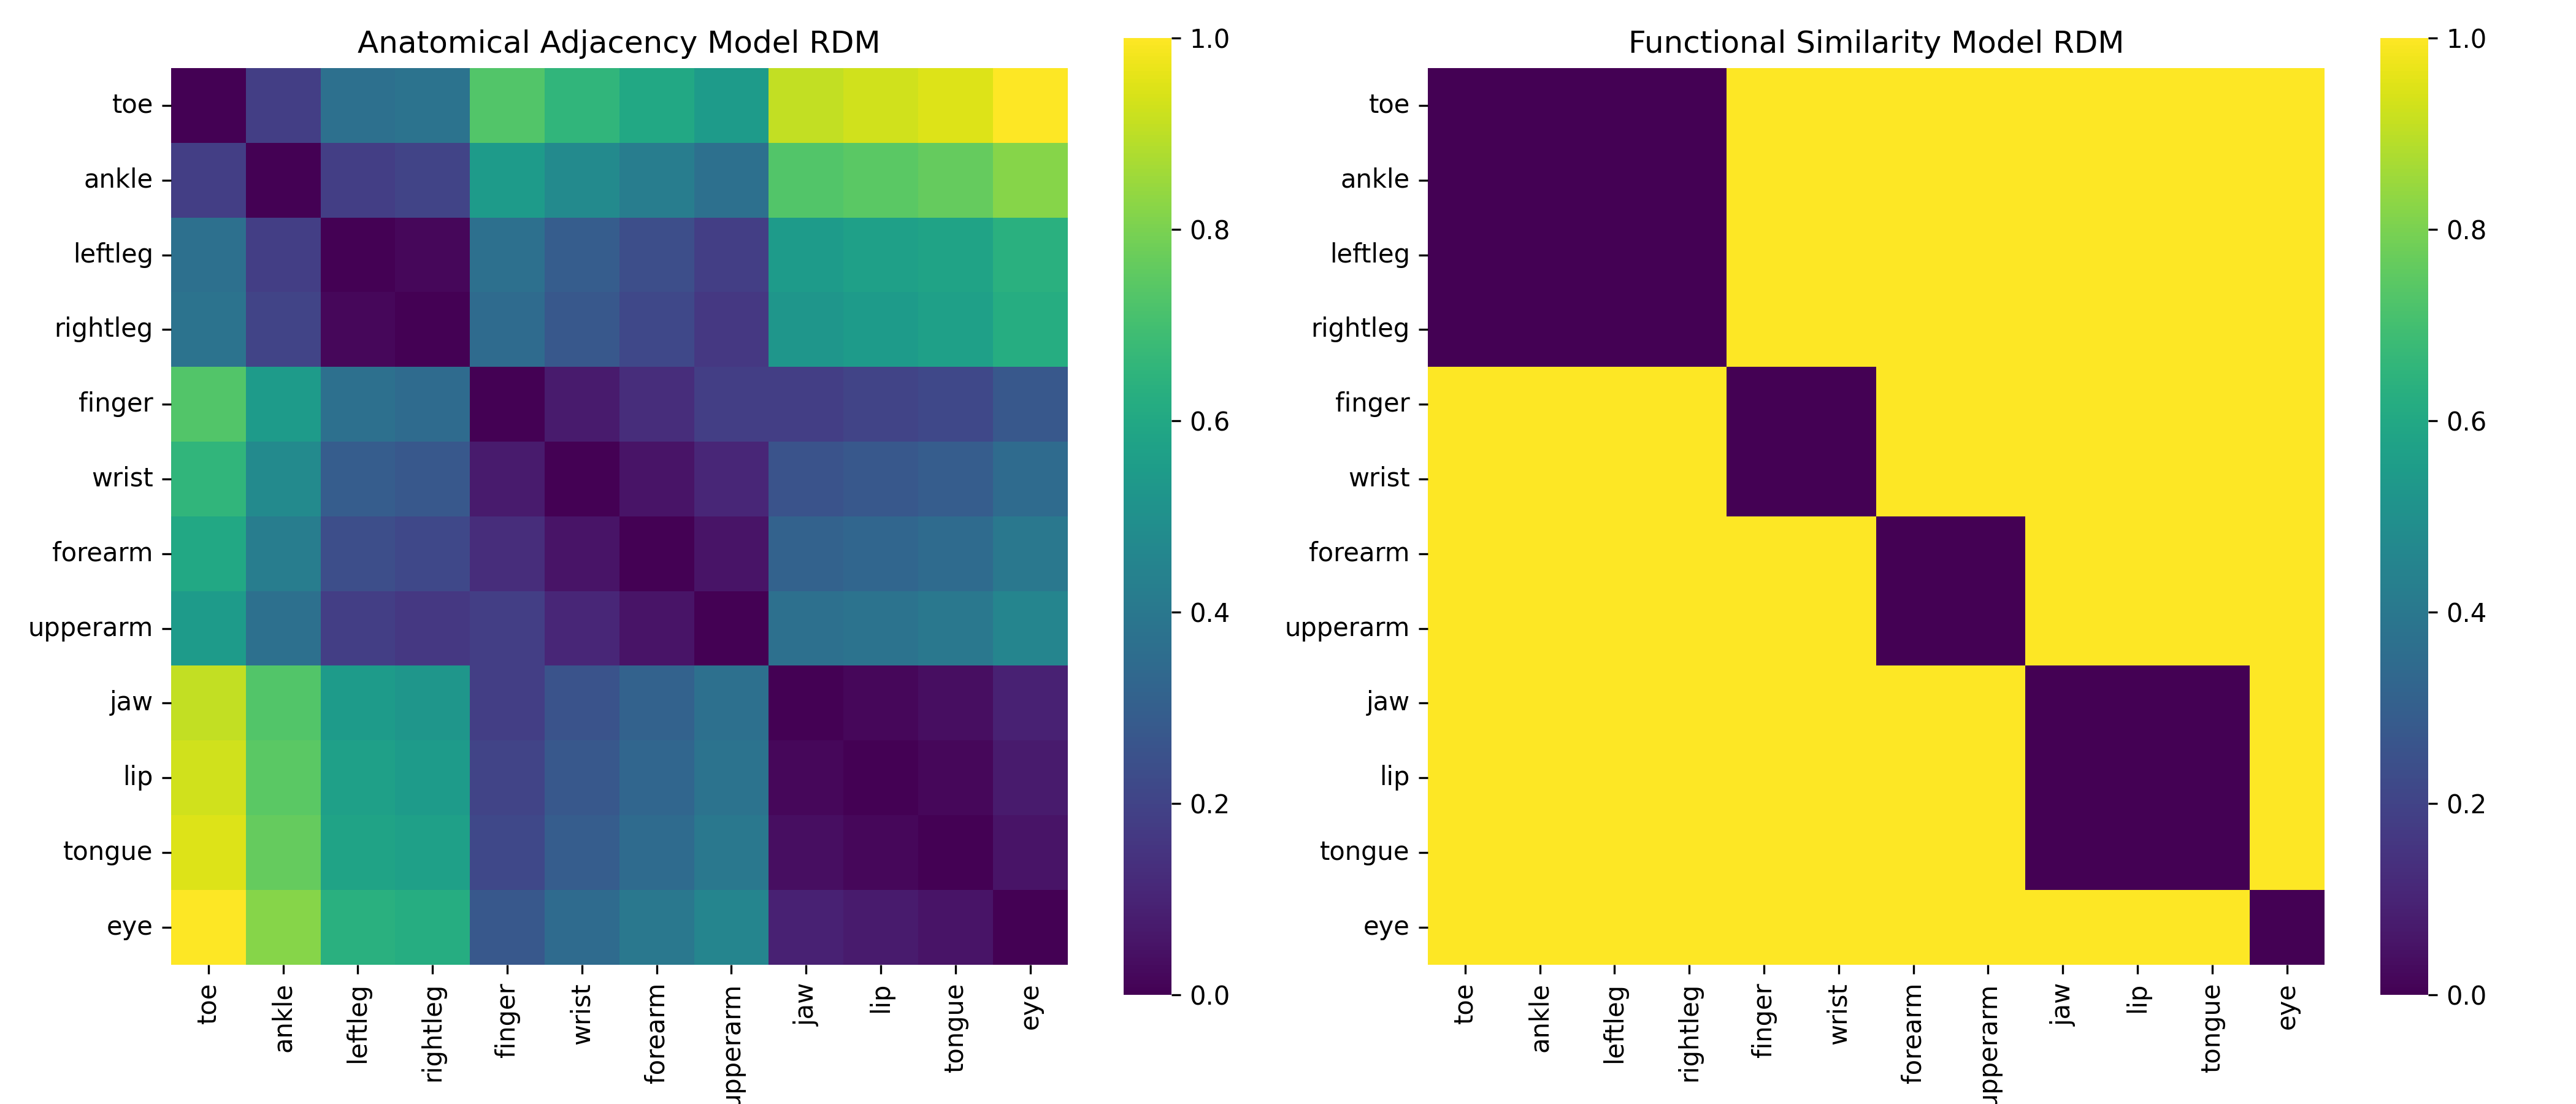 Anatomical Adjacency Model RDM
toe
ankle
leftleg
rightleg
finger
wrist
forearm
upperarm
jaw
lip
tongue
eye
toe
ankle
leftleg
rightleg
finger
wrist
forearm
upperarm
jaw
lip
tongue
eye
1.0
0.8
0.6
0.4
0.2
0.0
Functional Similarity Model RDM
toe
ankle
leftleg
rightleg
finger
wrist
forearm
upperarm
jaw
lip
tongue
eye
toe
ankle
leftleg
rightleg
finger
wrist
forearm
upperarm
jaw
lip
tongue
eye
1.0
0.8
0.6
0.4
0.2
0.0